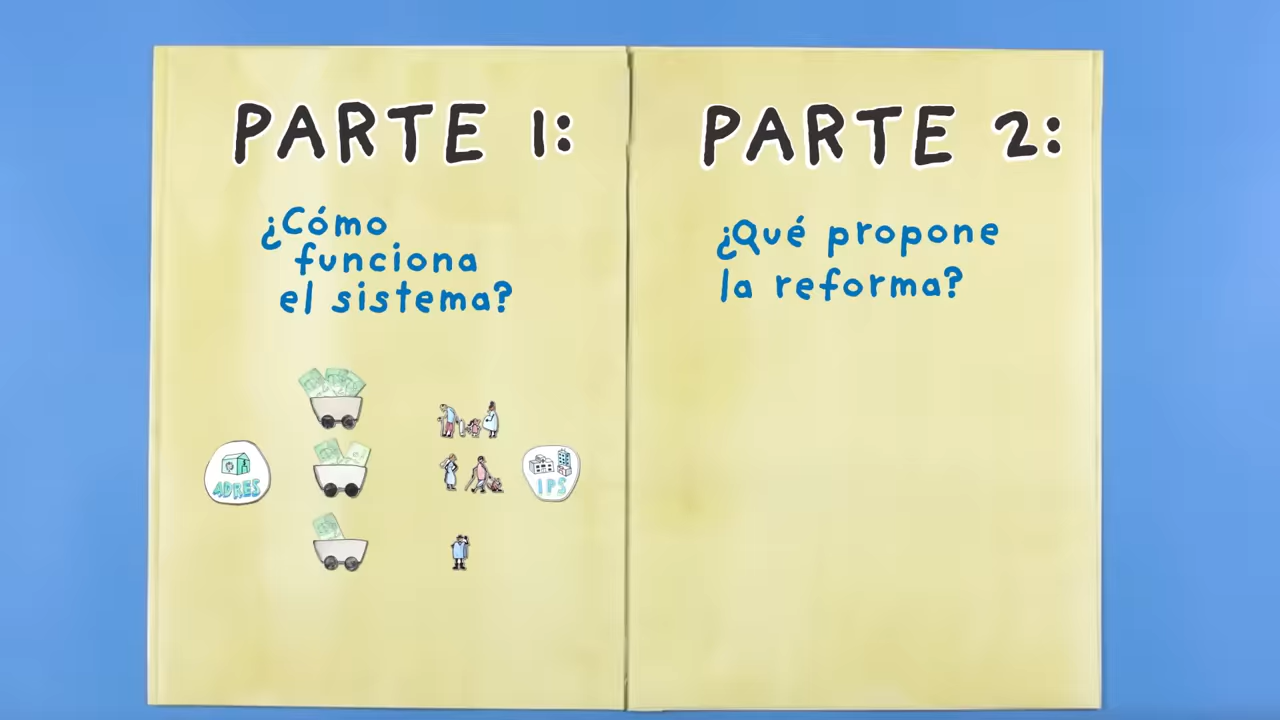 PARTE 1:
¿Cómo
funciona
el sistema?
ADRES
IPS
PARTE 2:
¿Qué propone
la reforma?